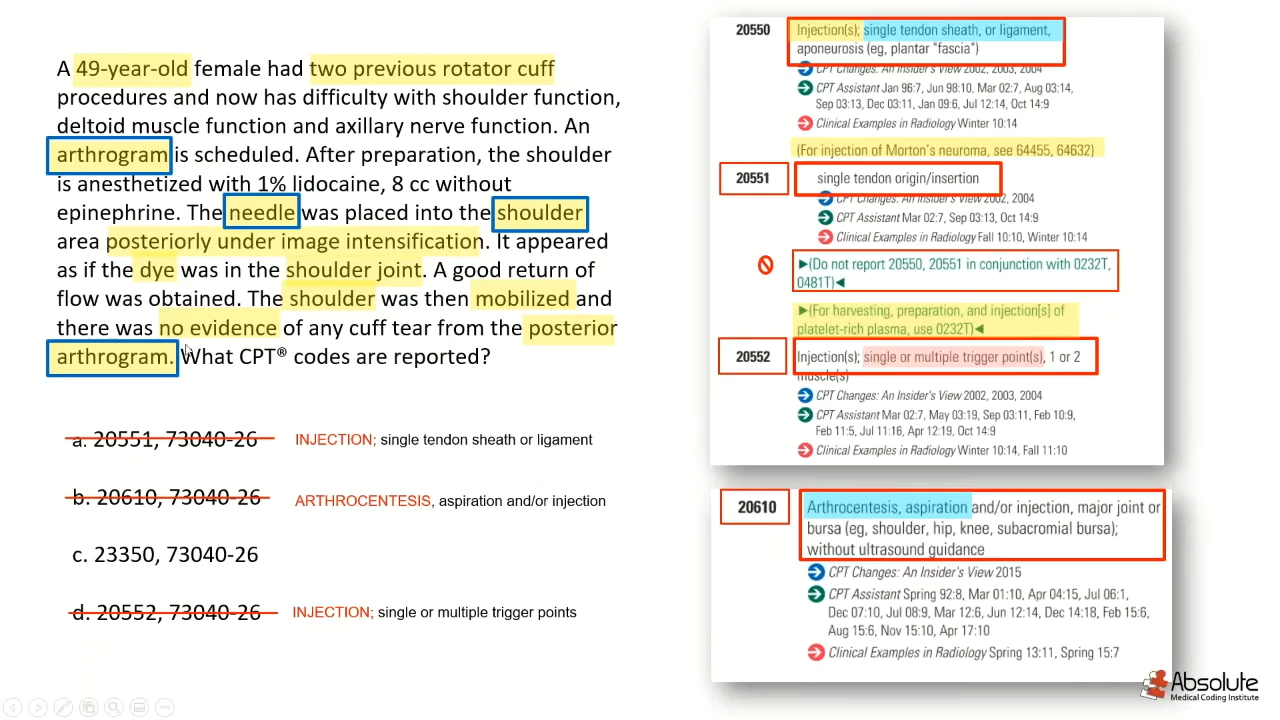 A 49-year-old female had two previous rotator cuff
procedures and now has difficulty with shoulder function,
deltoid muscle function and axillary nerve function. An
arthrogram is scheduled. After preparation, the shoulder
is anesthetized with 1% lidocaine, 8 cc without
epinephrine. The needle was placed into the shoulder
area posteriorly under image intensification. It appeared
as if the dye was in the shoulder joint. A good return of
flow was obtained. The shoulder was then mobilized and
there was no evidence of any cuff tear from the posterior
arthrogram. What CPT® codes are reported?
a. 20551, 73040-26 INJECTION; single tendon sheath or ligament
b. 20610, 73040-26 ARTHROCENTESIS, aspiration and/or injection
c. 23350, 73040-26
d. 20552, 73040-26 INJECTION; single or multiple trigger points
20550 Injection(s); single tendon sheath, or ligament,
aponeurosis (eg, plantar "fascia")
CPT Changes: An Insider's View 2002, 2003, 2004
CPT Assistant Jan 96:7, Jun 98:10, Mar 02:7, Aug 03:14,
Sep 03:13, Dec 03:11, Jan 09:6, Jul 12:14, Oct 14:9
Clinical Examples in Radiology Winter 10:14
(For injection of Morton's neuroma, see 64455, 64632)
20551 single tendon origin/insertion
CPT Changes: An Insider's View 2002, 2004
CPT Assistant Mar 02:7, Sep 03:13, Oct 14:9
Clinical Examples in Radiology Fall 10:10, Winter 10:14
►(Do not report 20550, 20551 in conjunction with 0232T,
0481T)◄
►(For harvesting, preparation, and injection[s] of
platelet-rich plasma, use 0232T)◄
20552 Injection(s); single or multiple trigger point(s), 1 or 2
muscle(s)
CPT Changes: An Insider's View 2002, 2003, 2004
CPT Assistant Mar 02:7, May 03:19, Sep 03:11, Feb 10:9,
Feb 11:5, Jul 11:16, Apr 12:19, Oct 14:9
Clinical Examples in Radiology Winter 10:14, Fall 11:10
20610 Arthrocentesis, aspiration and/or injection, major joint or
bursa (eg, shoulder, hip, knee, subacromial bursa);
without ultrasound guidance
CPT Changes: An Insider's View 2015
CPT Assistant Spring 92:8, Mar 01:10, Apr 04:15, Jul 06:1,
Dec 07:10, Jul 08:9, Mar 12:6, Jun 12:14, Dec 14:18, Feb 15:6,
Aug 15:6, Nov 15:10, Apr 17:10
Clinical Examples in Radiology Spring 13:11, Spring 15:7
Absolute
Medical Coding Institute